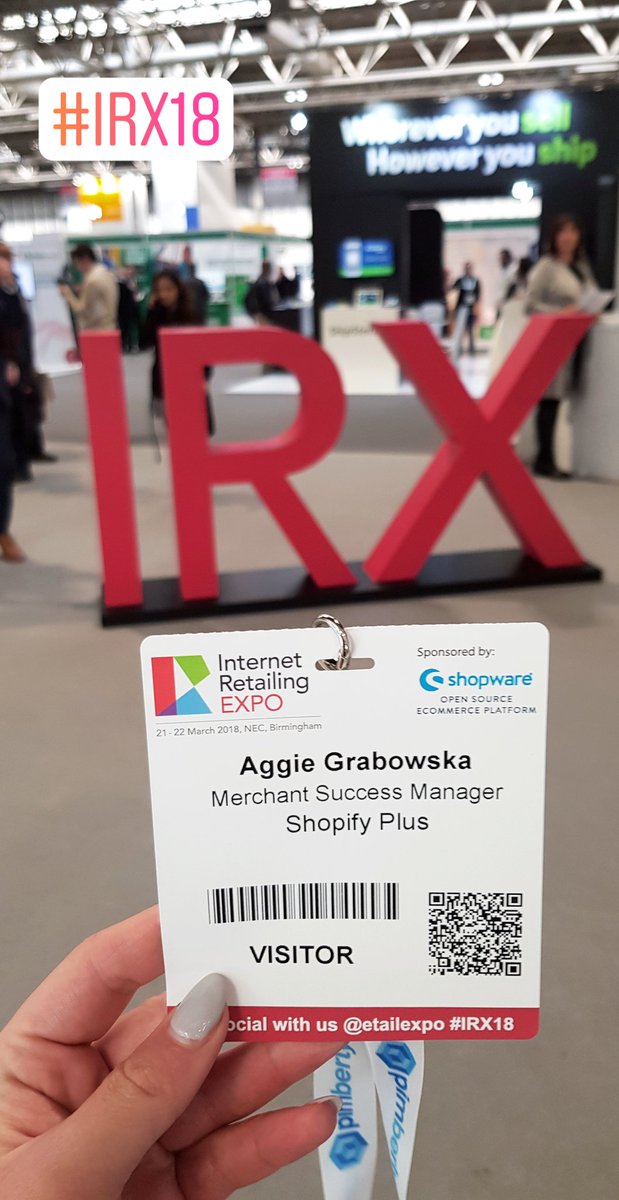 #IRX18
Wherever you sell
However you ship
IRX
Internet
Retailing
EXPO
21 - 22 March 2018, NEC, Birmingham
Sponsored by:
shopware
OPEN SOURCE
ECOMMERCE PLATFORM
Aggie Grabowska
Merchant Success Manager
Shopify Plus
VISITOR
ocial with us @etailexpo #IRX18
pimberly
pimberly